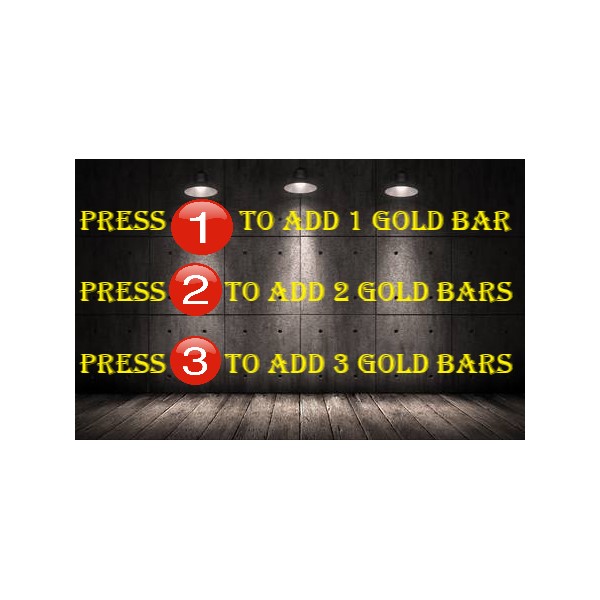 PRESS 1 TO ADD 1 GOLD BAR
PRESS 2 TO ADD 2 GOLD BARS
PRESS 3 TO ADD 3 GOLD BARS